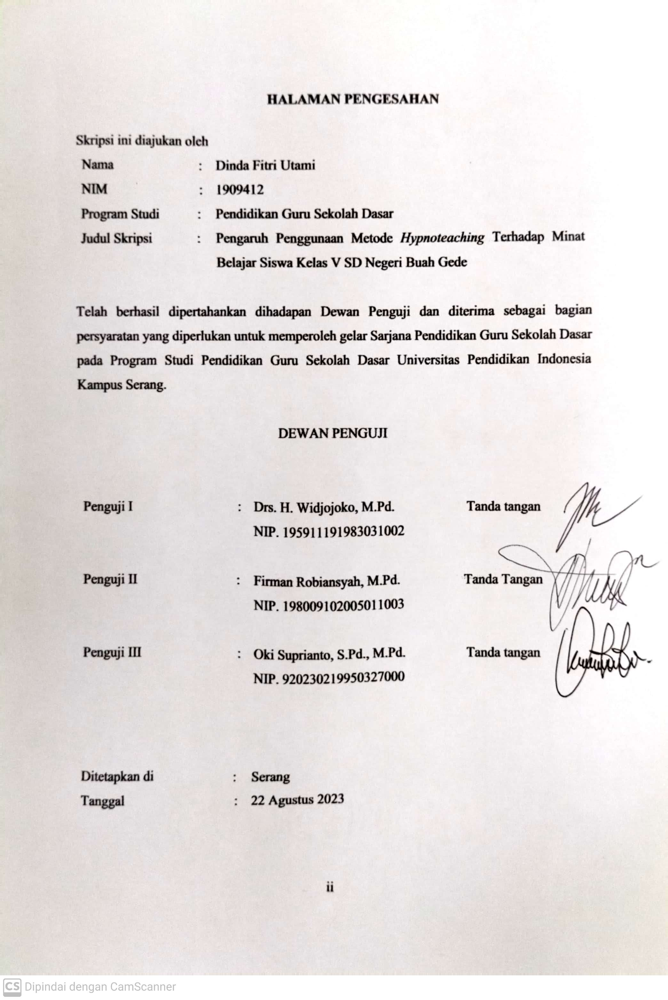 HALAMAN PENGESAHAN
Skripsi ini diajukan oleh
Nama : Dinda Fitri Utami
NIM : 1909412
Program Studi : Pendidikan Guru Sekolah Dasar
Judul Skripsi : Pengaruh Penggunaan Metode Hypnoteaching Terhadap Minat
Belajar Siswa Kelas V SD Negeri Buah Gede
Telah berhasil dipertahankan dihadapan Dewan Penguji dan diterima sebagai bagian
persyaratan yang diperlukan untuk memperoleh gelar Sarjana Pendidikan Guru Sekolah Dasar
pada Program Studi Pendidikan Guru Sekolah Dasar Universitas Pendidikan Indonesia
Kampus Serang.
DEWAN PENGUJI
Penguji I : Drs. H. Widjojoko, M.Pd. Tanda tangan
NIP. 195911191983031002
Penguji II : Firman Robiansyah, M.Pd. Tanda Tangan
NIP. 198009102005011003
Penguji III : Oki Suprianto, S.Pd., M.Pd. Tanda tangan
NIP. 920230219950327000
Ditetapkan di : Serang
Tanggal : 22 Agustus 2023
ii
CS Dipindai dengan CamScanner